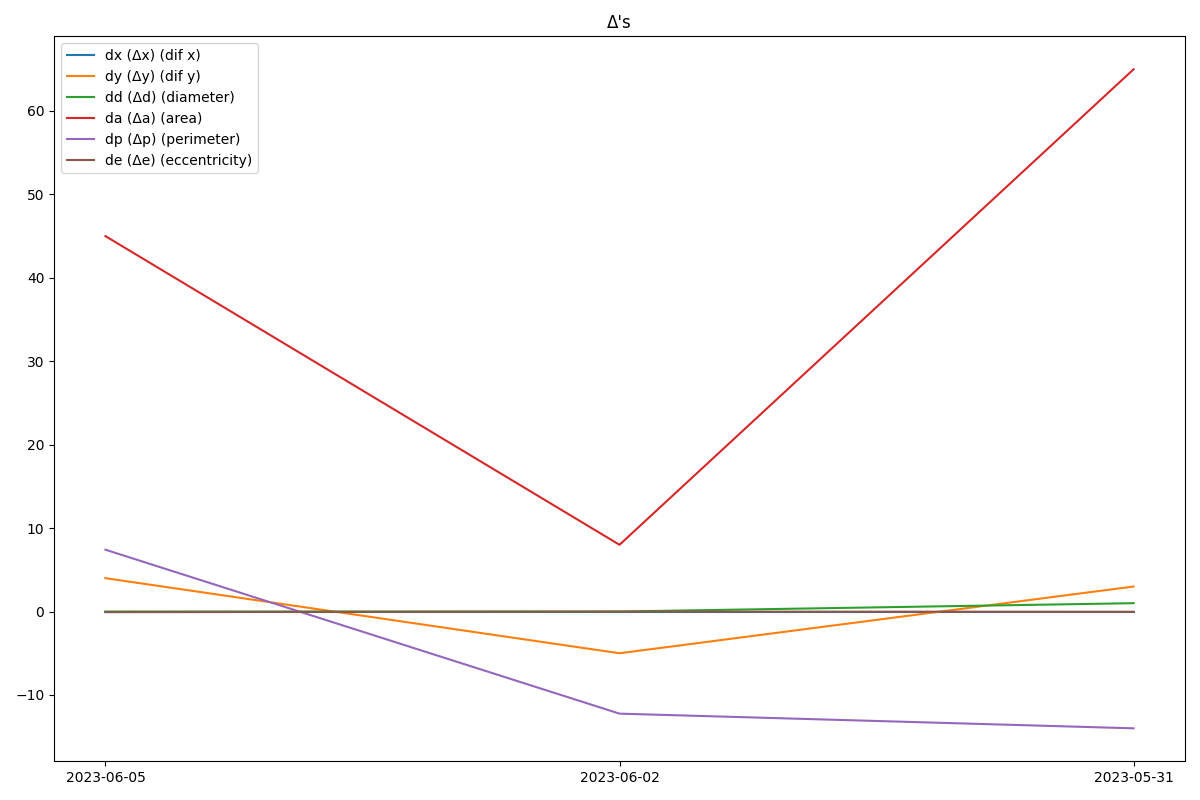 Δ's
dx (Δx) (dif x)
dy (Δy) (dif y)
dd (Δd) (diameter)
da (Δa) (area)
dp (Δp) (perimeter)
de (Δe) (eccentricity)
60
50
40
30
20
10
0
−10
2023-06-05 2023-06-02 2023-05-31